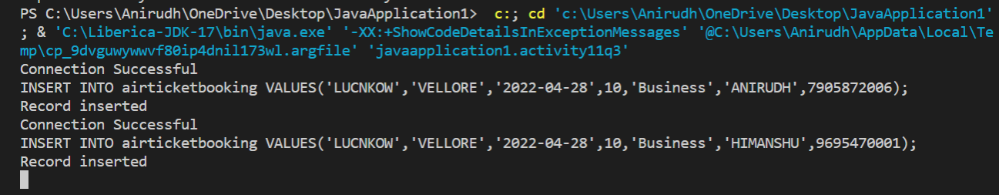 PS C:\Users\Anirudh\OneDrive\Desktop\JavaApplication1>  c:; cd 'c:\Users\Anirudh\OneDrive\Desktop\JavaApplication1'
; & 'C:\Liberica-JDK-17\bin\java.exe' '-XX:+ShowCodeDetailsInExceptionMessages' '@C:\Users\Anirudh\AppData\Local\Te
mp\cp_9dvguwywwvf80ip4dnil173wl.argfile' 'javaapplication1.activity11q3'
Connection Successful
INSERT INTO airticketbooking VALUES('LUCNKOW','VELLORE','2022-04-28',10,'Business','ANIRUDH',7905872006);
Record inserted
Connection Successful
INSERT INTO airticketbooking VALUES('LUCNKOW','VELLORE','2022-04-28',10,'Business','HIMANSHU',9695470001);
Record inserted